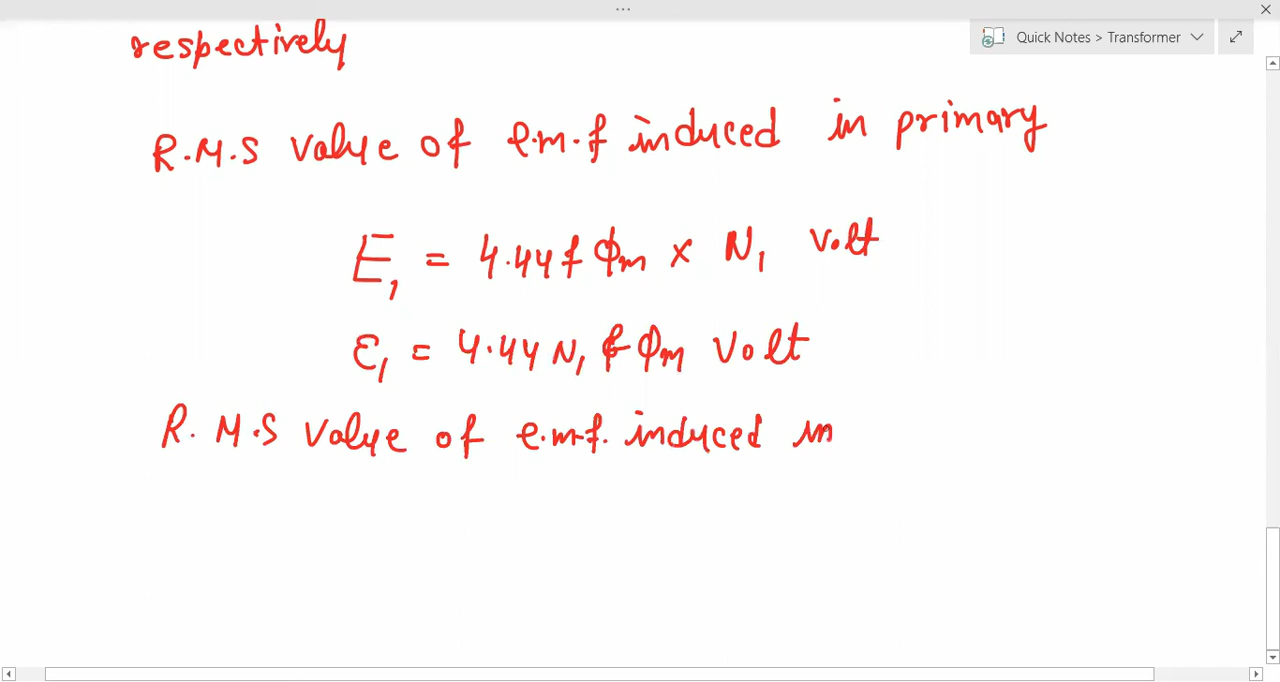 ...
Quick Notes > Transformer
respectively
R.M.S value of e.m.f induced in primary
E₁ = 4.44 f ϕm × N₁ volt
E₁ = 4.44 N₁ f ϕm volt
R.M.S value of e.m.f. induced in